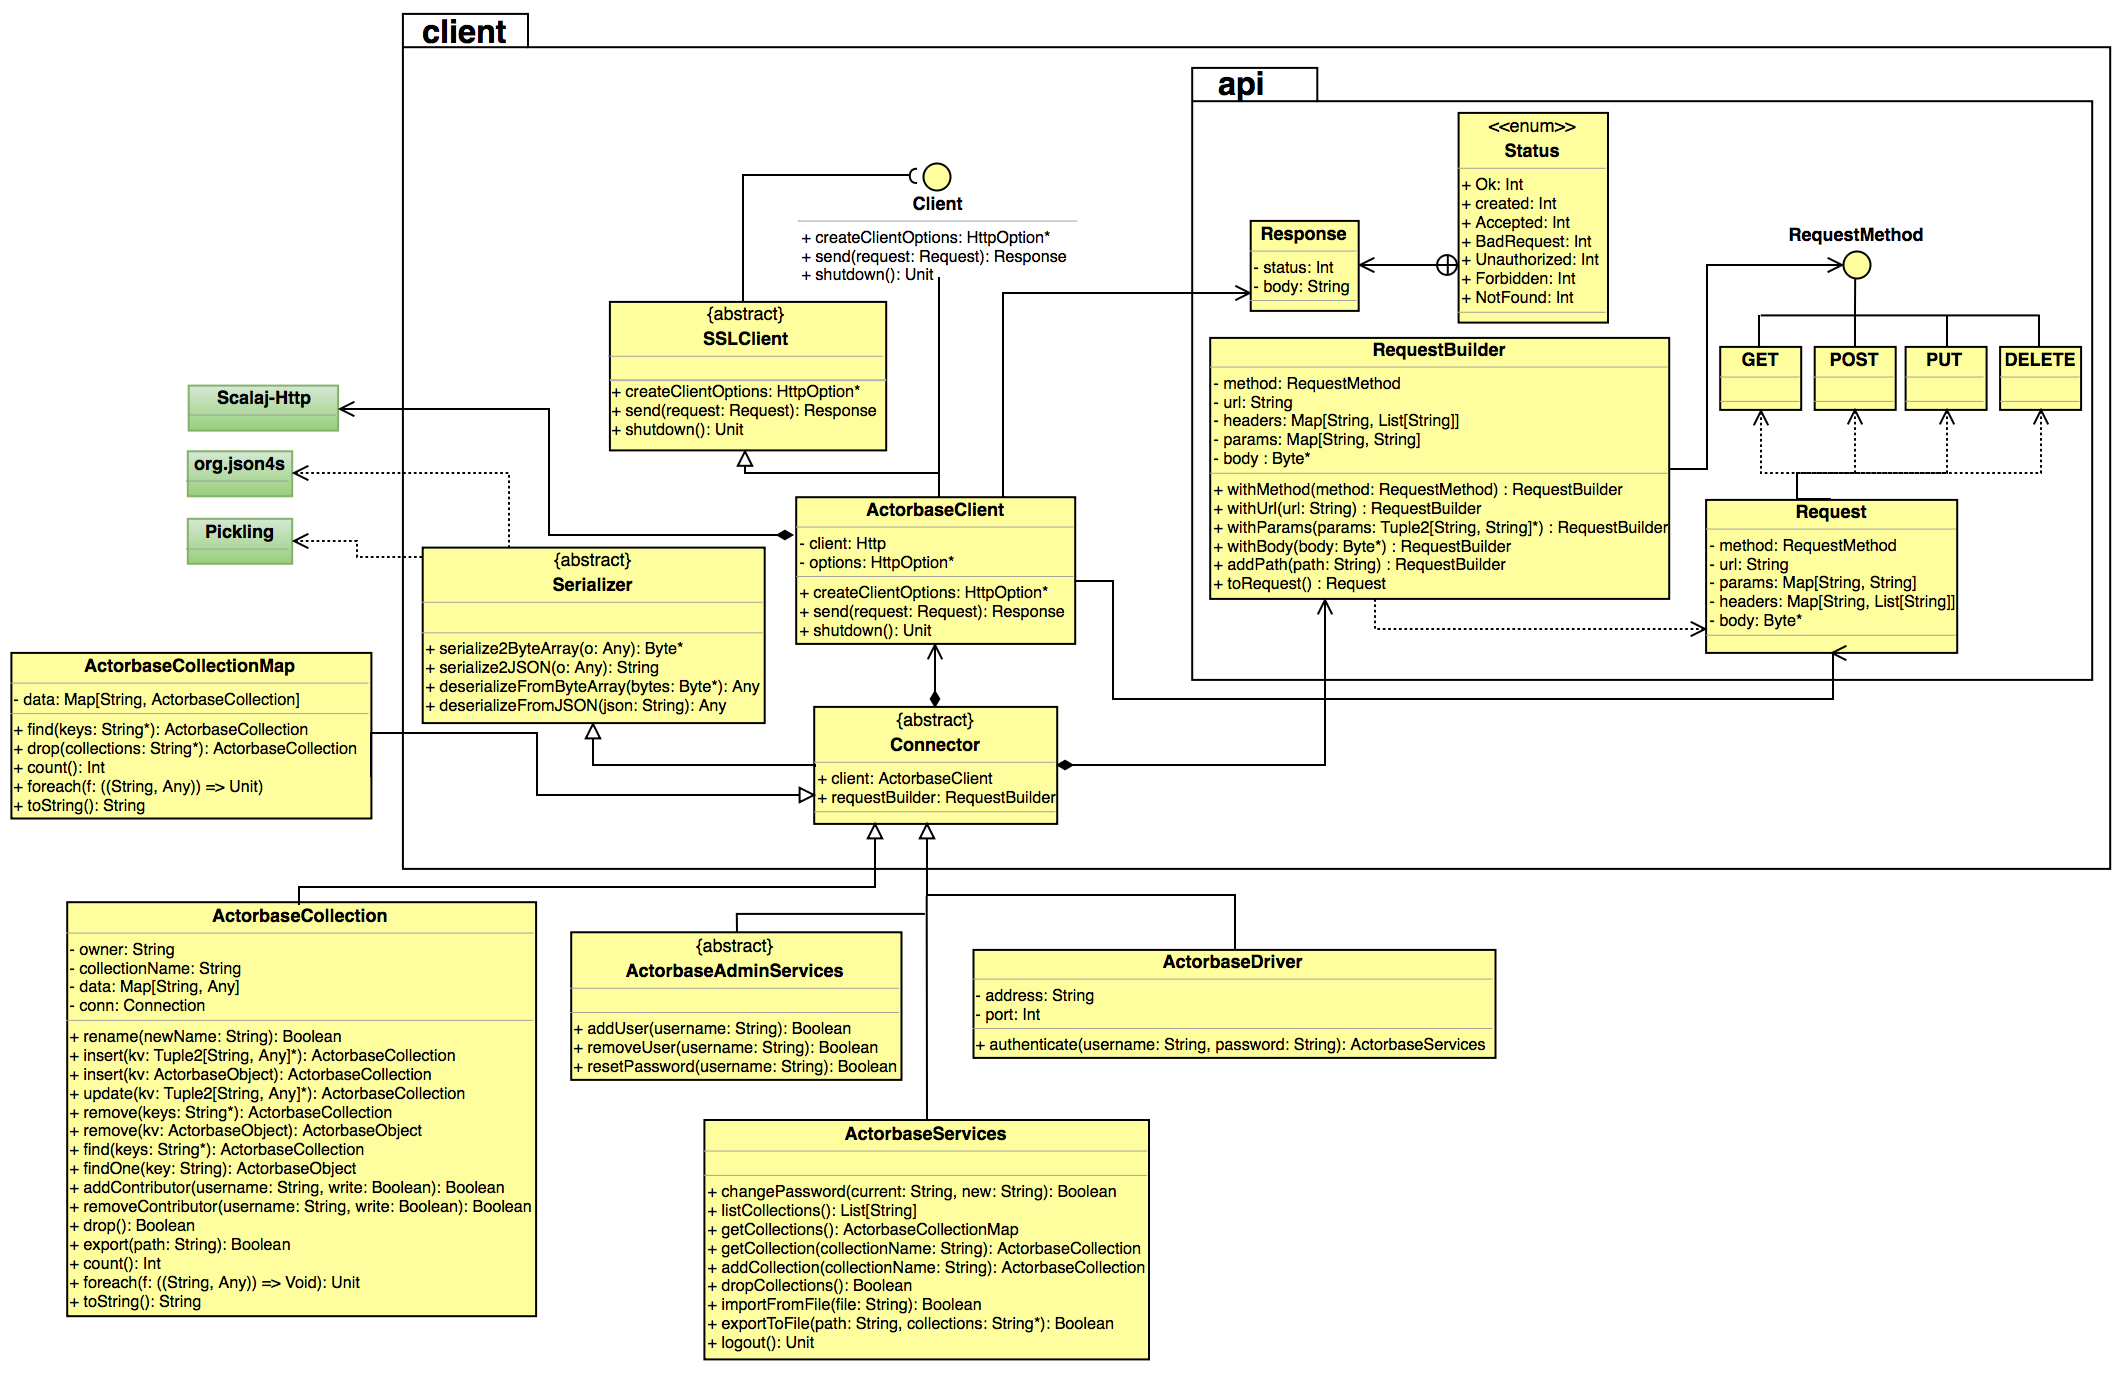 client
api
<<enum>>
Status
+ Ok: Int
+ created: Int
+ Accepted: Int
+ BadRequest: Int
+ Unauthorized: Int
+ Forbidden: Int
+ NotFound: Int
Client
+ createClientOptions: HttpOption*
+ send(request: Request): Response
+ shutdown(): Unit
Response
- status: Int
- body: String
RequestMethod
{abstract}
SSLClient
+ createClientOptions: HttpOption*
+ send(request: Request): Response
+ shutdown(): Unit
RequestBuilder
- method: RequestMethod
- url: String
- headers: Map[String, List[String]]
- params: Map[String, String]
- body : Byte*
+ withMethod(method: RequestMethod) : RequestBuilder
+ withUrl(url: String) : RequestBuilder
+ withParams(params: Tuple2[String, String]*) : RequestBuilder
+ withBody(body: Byte*) : RequestBuilder
+ addPath(path: String) : RequestBuilder
+ toRequest() : Request
GET
POST
PUT
DELETE
Scalaj-Http
org.json4s
Pickling
ActorbaseClient
- client: Http
- options: HttpOption*
+ createClientOptions: HttpOption*
+ send(request: Request): Response
+ shutdown(): Unit
Request
- method: RequestMethod
- url: String
- params: Map[String, String]
- headers: Map[String, List[String]]
- body: Byte*
{abstract}
Serializer
+ serialize2ByteArray(o: Any): Byte*
+ serialize2JSON(o: Any): String
+ deserializeFromByteArray(bytes: Byte*): Any
+ deserializeFromJSON(json: String): Any
ActorbaseCollectionMap
- data: Map[String, ActorbaseCollection]
+ find(keys: String*): ActorbaseCollection
+ drop(collections: String*): ActorbaseCollection
+ count(): Int
+ foreach(f: ((String, Any)) => Unit)
+ toString(): String
{abstract}
Connector
+ client: ActorbaseClient
+ requestBuilder: RequestBuilder
ActorbaseCollection
- owner: String
- collectionName: String
- data: Map[String, Any]
- conn: Connection
+ rename(newName: String): Boolean
+ insert(kv: Tuple2[String, Any]*): ActorbaseCollection
+ insert(kv: ActorbaseObject): ActorbaseCollection
+ update(kv: Tuple2[String, Any]*): ActorbaseCollection
+ remove(keys: String*): ActorbaseCollection
+ remove(kv: ActorbaseObject): ActorbaseObject
+ find(keys: String*): ActorbaseCollection
+ findOne(key: String): ActorbaseObject
+ addContributor(username: String, write: Boolean): Boolean
+ removeContributor(username: String, write: Boolean): Boolean
+ drop(): Boolean
+ export(path: String): Boolean
+ count(): Int
+ foreach(f: ((String, Any)) => Void): Unit
+ toString(): String
{abstract}
ActorbaseAdminServices
+ addUser(username: String): Boolean
+ removeUser(username: String): Boolean
+ resetPassword(username: String): Boolean
ActorbaseDriver
- address: String
- port: Int
+ authenticate(username: String, password: String): ActorbaseServices
ActorbaseServices
+ changePassword(current: String, new: String): Boolean
+ listCollections(): List[String]
+ getCollections(): ActorbaseCollectionMap
+ getCollection(collectionName: String): ActorbaseCollection
+ addCollection(collectionName: String): ActorbaseCollection
+ dropCollections(): Boolean
+ importFromFile(file: String): Boolean
+ exportToFile(path: String, collections: String*): Boolean
+ logout(): Unit